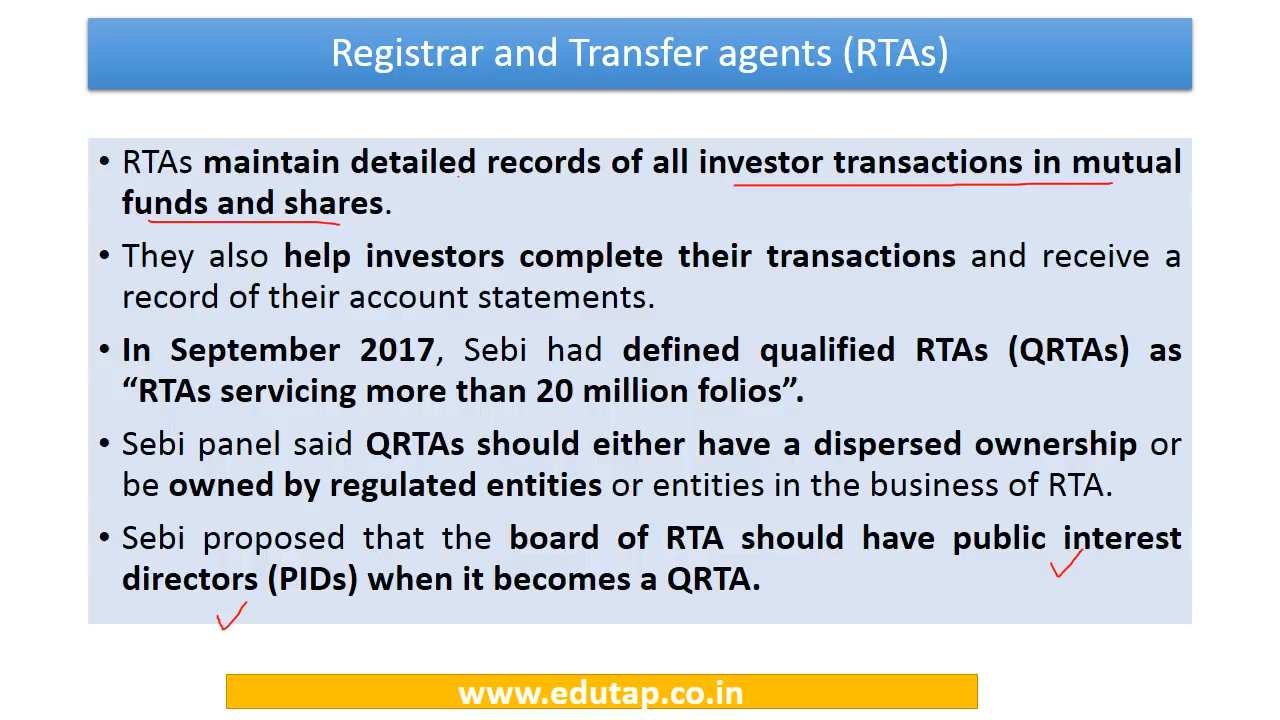 Registrar and Transfer agents (RTAs)
• RTAs maintain detailed records of all investor transactions in mutual
funds and shares.
• They also help investors complete their transactions and receive a
record of their account statements.
• In September 2017, Sebi had defined qualified RTAs (QRTAs) as
“RTAs servicing more than 20 million folios”.
• Sebi panel said QRTAs should either have a dispersed ownership or
be owned by regulated entities or entities in the business of RTA.
• Sebi proposed that the board of RTA should have public interest
directors (PIDs) when it becomes a QRTA.
www.edutap.co.in